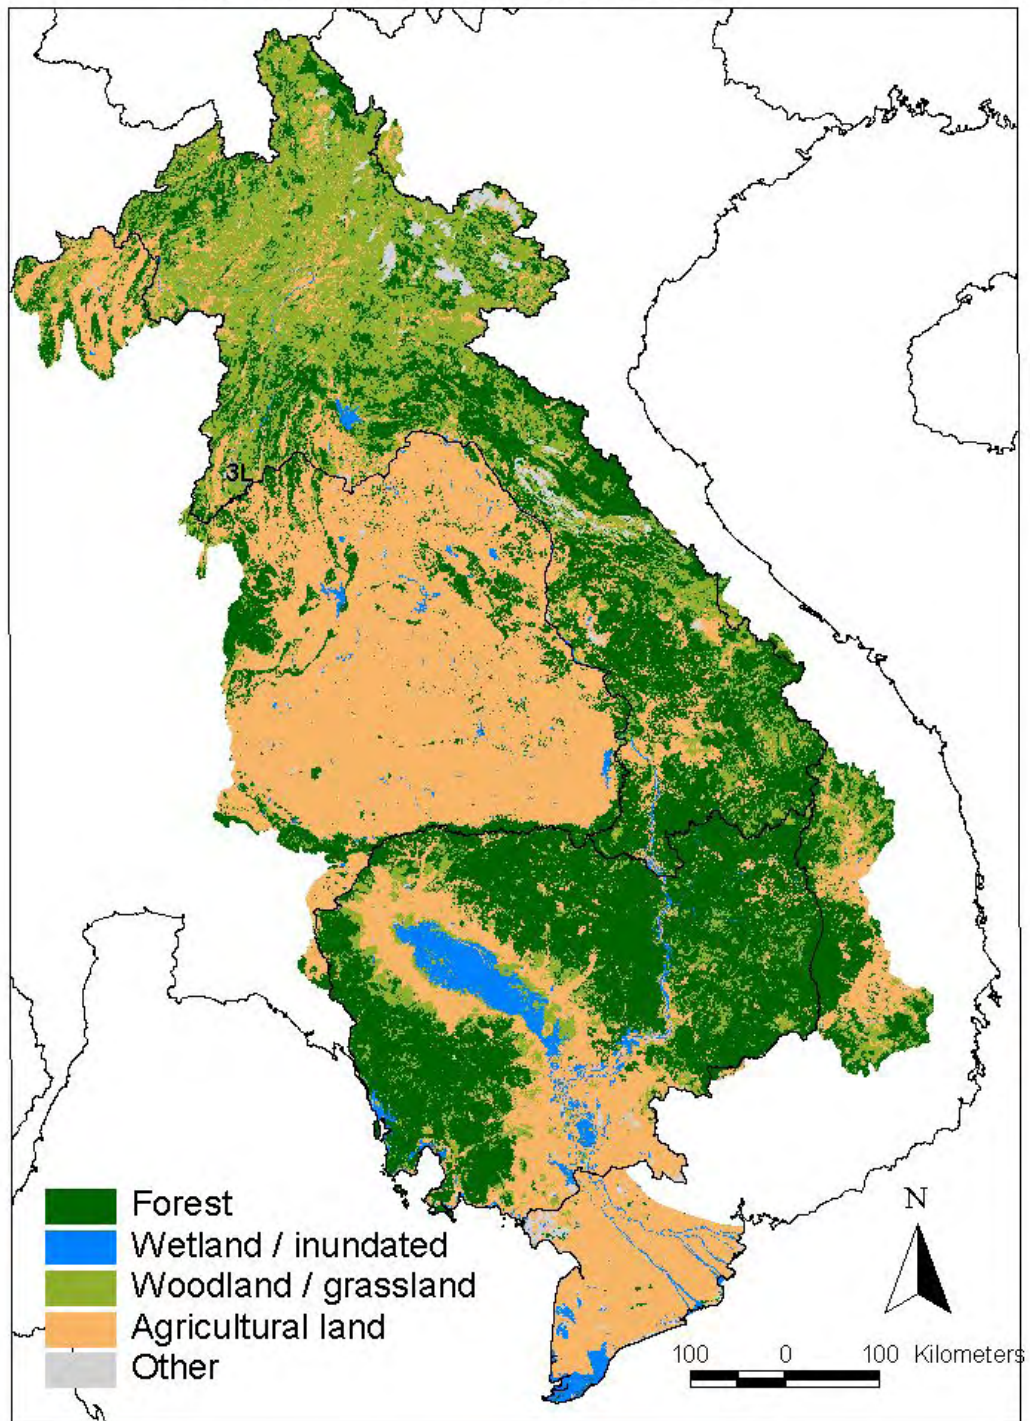 3L
Forest
Wetland / inundated
Woodland / grassland
Agricultural land
Other
N
100 0 100 Kilometers